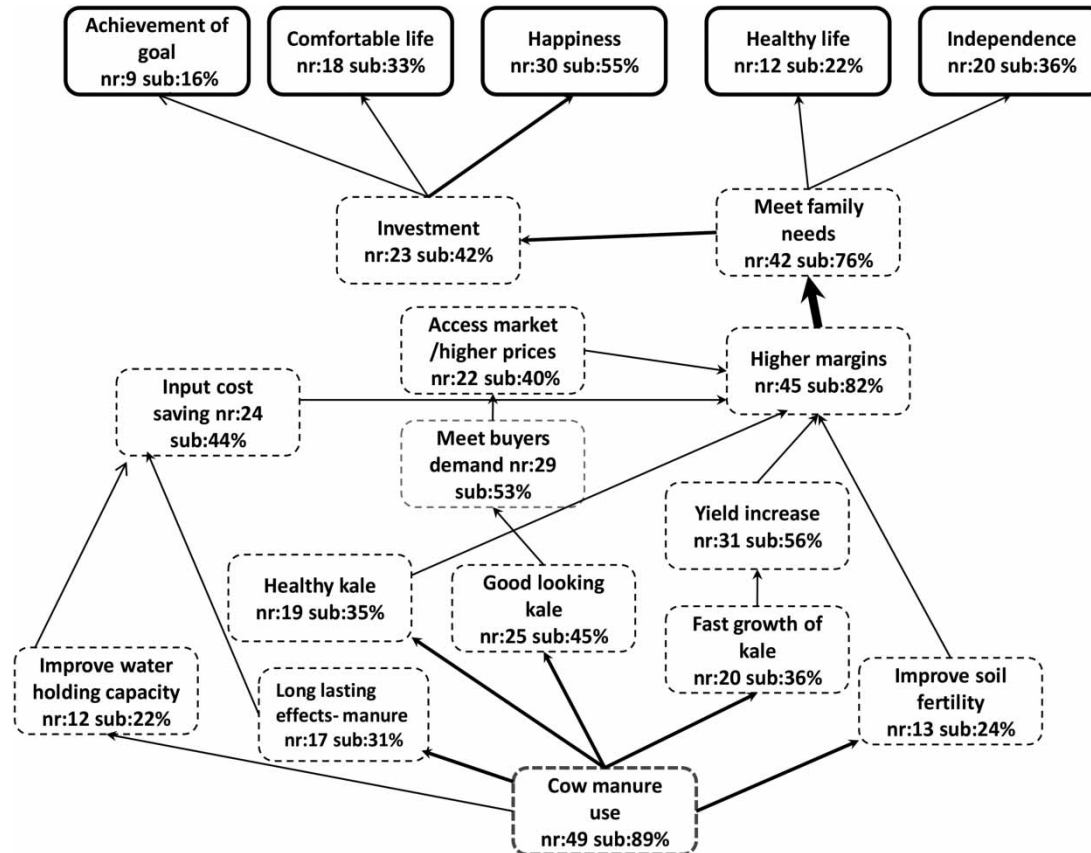 Achievement of
goal
nr:9 sub:16%
Comfortable life
nr:18 sub:33%
Happiness
nr:30 sub:55%
Healthy life
nr:12 sub:22%
Independence
nr:20 sub:36%
Investment
nr:23 sub:42%
Meet family
needs
nr:42 sub:76%
Access market
/higher prices
nr:22 sub:40%
Higher margins
nr:45 sub:82%
Input cost
saving nr:24
sub:44%
Meet buyers
demand nr:29
sub:53%
Yield increase
nr:31 sub:56%
Healthy kale
nr:19 sub:35%
Good looking
kale
nr:25 sub:45%
Fast growth of
kale
nr:20 sub:36%
Improve water
holding capacity
nr:12 sub:22%
Long lasting
effects- manure
nr:17 sub:31%
Improve soil
fertility
nr:13 sub:24%
Cow manure
use
nr:49 sub:89%